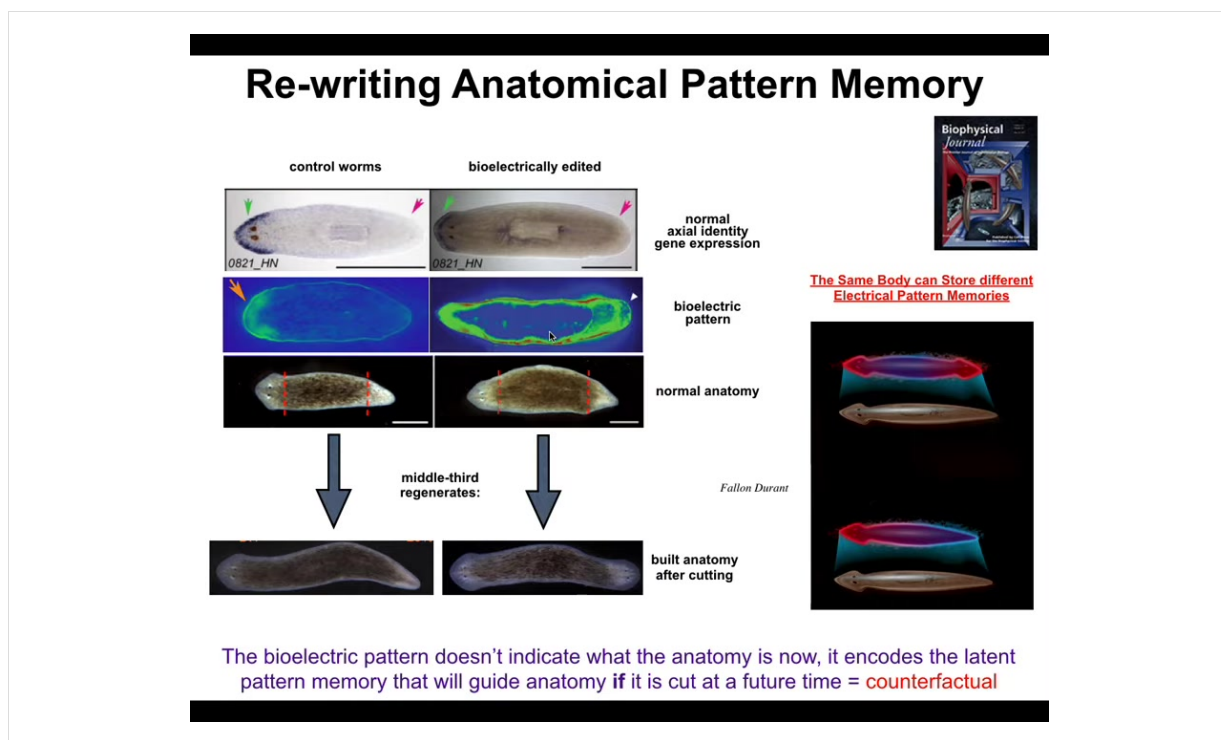 Re-writing Anatomical Pattern Memory
Biophysical
Journal
control worms
bioelectrically edited
normal
axial identity
gene expression
0821_HN
0821_HN
bioelectric
pattern
normal anatomy
middle-third
regenerates:
built anatomy
after cutting
The Same Body can Store different
Electrical Pattern Memories
Fallon Durant
The bioelectric pattern doesn't indicate what the anatomy is now, it encodes the latent
pattern memory that will guide anatomy if it is cut at a future time = counterfactual